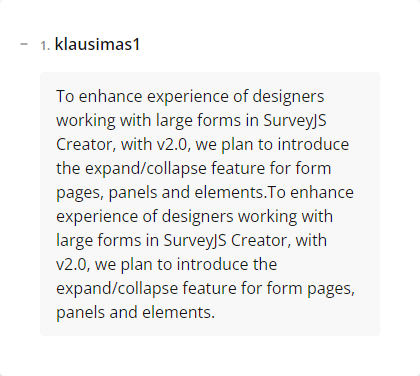 − 1. klausimas1
To enhance experience of designers
working with large forms in SurveyJS
Creator, with v2.0, we plan to introduce
the expand/collapse feature for form
pages, panels and elements.To enhance
experience of designers working with
large forms in SurveyJS Creator, with
v2.0, we plan to introduce the
expand/collapse feature for form pages,
panels and elements.